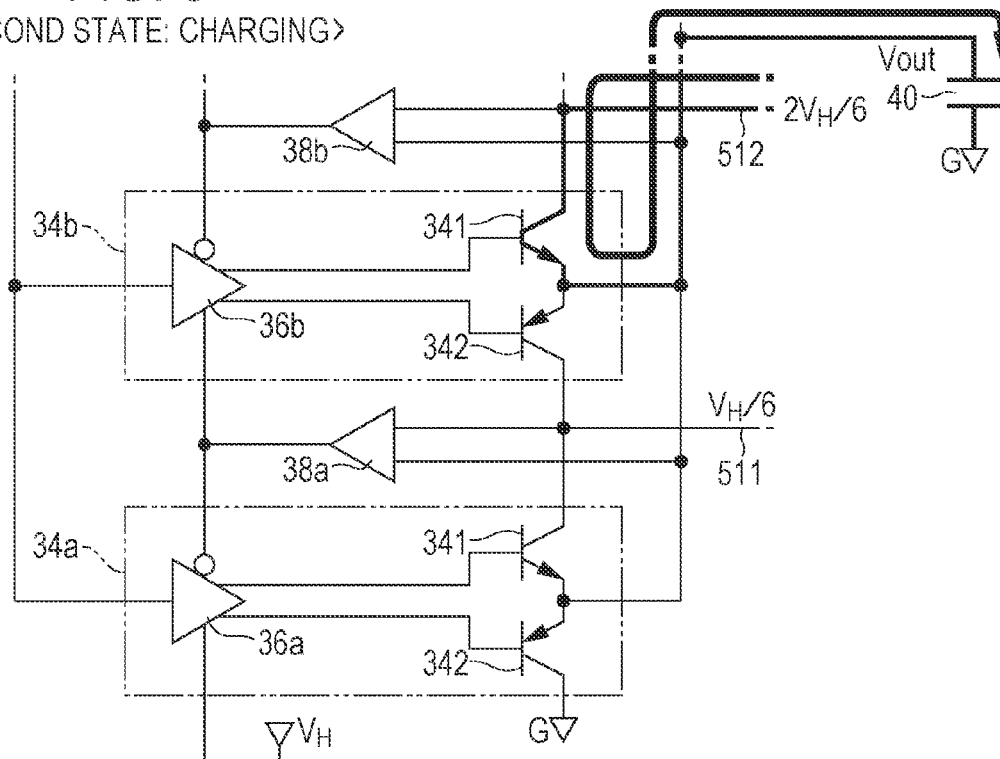 COND STATE: CHARGING>
Vout
40
2VH/6
512
G
38b
34b
341
36b
342
VH/6
511
38a
34a
341
36a
342
VH
G